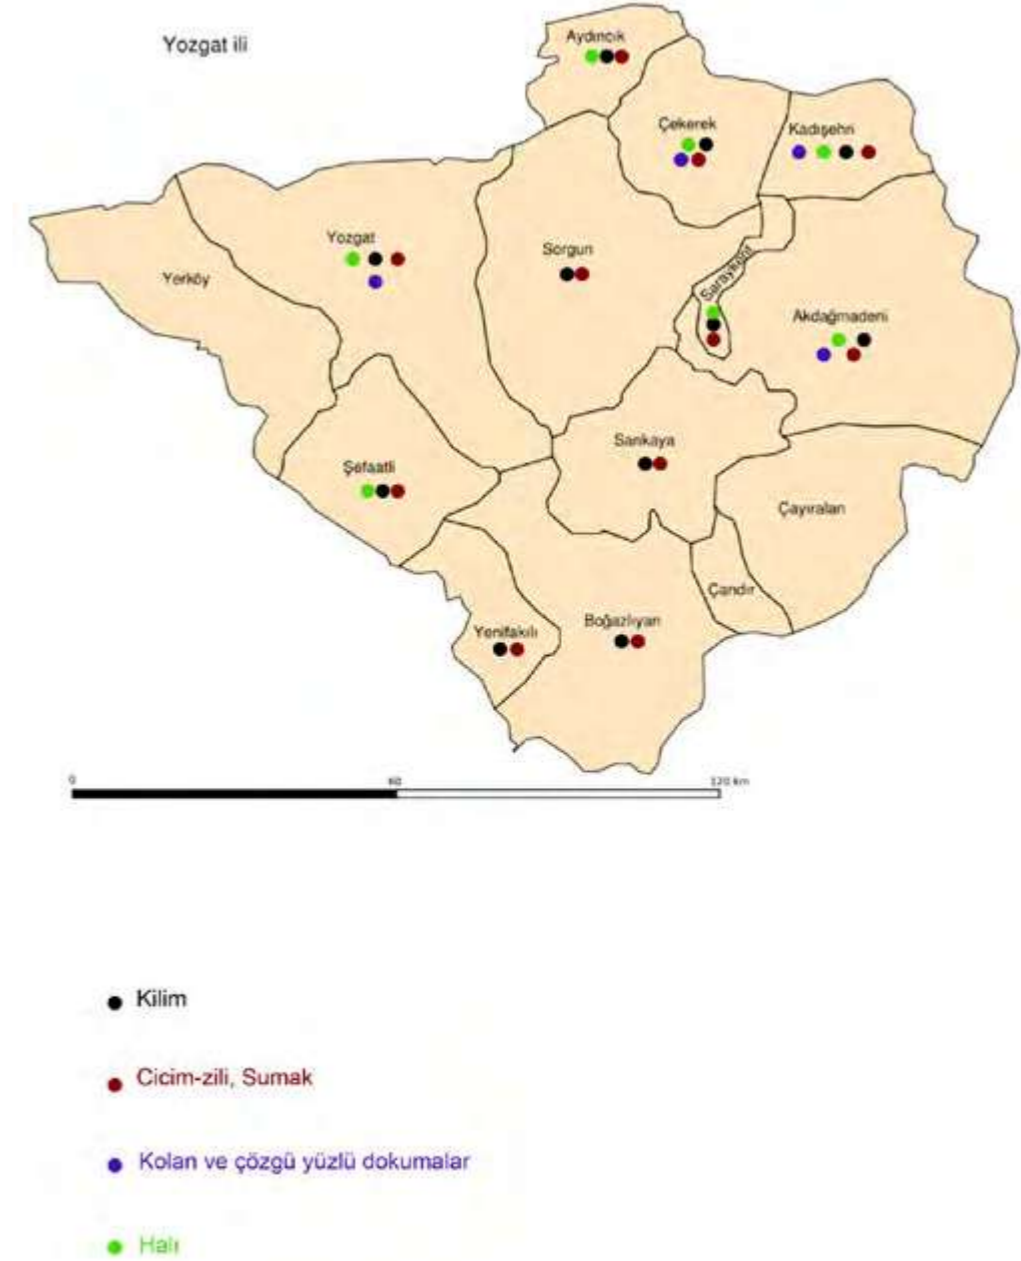 Yozgat ili
Aydıncık
Çekerek
Kadışehri
Yozgat
Sorgun
Saraykent
Yerköy
Akdağmadeni
Sarıkaya
Şefaatli
Çayıralan
Çandır
Boğazlıyan
Yenifakılı
0 60 120 km
Kilim
Cicim-zili, Sumak
Kolan ve çözgü yüzlü dokumalar
Halı